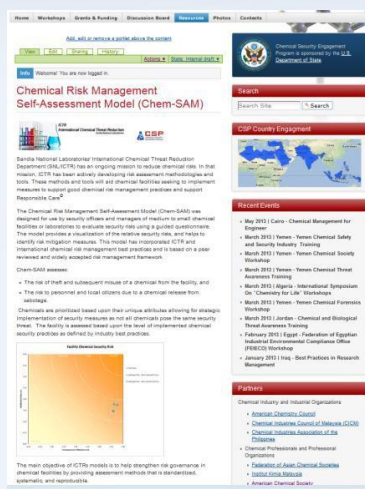 Home Workshops Grants & Funding Discussion Board Resources Photos Contacts
Add, edit or remove a portlet above the content
View Edit Sharing History
Actions ▼ State: Internal draft ▼
Info Welcome! You are now logged in.
Chemical Risk Management
Self-Assessment Model (Chem-SAM)
ICTR
International Chemical Threat Reduction
CSP
Sandia National Laboratories' International Chemical Threat Reduction
Department (SNL/ICTR) has an ongoing mission to reduce chemical risks. In that
mission, ICTR has been actively developing risk assessment methodologies and
tools. These methods and tools will aid chemical facilities seeking to implement
measures to support good chemical risk management practices and support
Responsible Care®.
The Chemical Risk Management Self-Assessment Model (Chem-SAM) was
designed for use by security officers and managers of medium to small chemical
facilities or laboratories to evaluate security risks using a guided questionnaire.
The model provides a visualization of the relative security risks, and helps to
identify risk mitigation measures. This model has incorporated ICTR and
International chemical risk management best practices and is based on a peer
reviewed and widely accepted risk management framework.
Chem-SAM assesses:
• The risk of theft and subsequent misuse of a chemical from the facility, and
• The risk to personnel and local citizens due to a chemical release from
sabotage.
Chemicals are prioritized based upon their unique attributes allowing for strategic
implementation of security measures as not all chemicals pose the same security
threat. The facility is assessed based upon the level of implemented chemical
security practices as defined by industry best practices.
Facility Chemical Security Risk
The main objective of ICTRs models is to help strengthen risk governance in
chemical facilities by providing assessment methods that is standardized,
systematic, and reproducible.
Chemical Security Engagement
Program is sponsored by the U.S.
Department of State
Search
Search Site Search
CSP Country Engagment
Recent Events
• May 2013 | Cairo - Chemical Management for
Engineer
• March 2013 | Yemen - Yemen Chemical Safety
and Security Industry Training
• March 2013 | Yemen - Yemen Chemical Society
Workshop
• March 2013 | Yemen - Yemen Chemical Threat
Awareness Training
• March 2013 | Algeria - International Symposium
On "Chemistry for Life" Workshop
• March 2013 | Yemen - Yemen Chemical Forensics
Workshop
• March 2013 | Jordan - Chemical and Biological
Threat Awareness Training
• February 2013 | Egypt - Federation of Egyptian
Industrial Environmental Compliance Office
(FEIECO) Workshop
• January 2013 | Iraq - Best Practices in Research
Management
Partners
Chemical Industry and Industrial Organizations
• American Chemistry Council
• Chemical Industries Council of Malaysia (CICM)
• Chemical Industries Association of the
Philippines
• Chemical Professionals and Professional
Organizations
• Federation of Asian Chemical Societies
• Institut Kimia Malaysia
• American Chemical Society